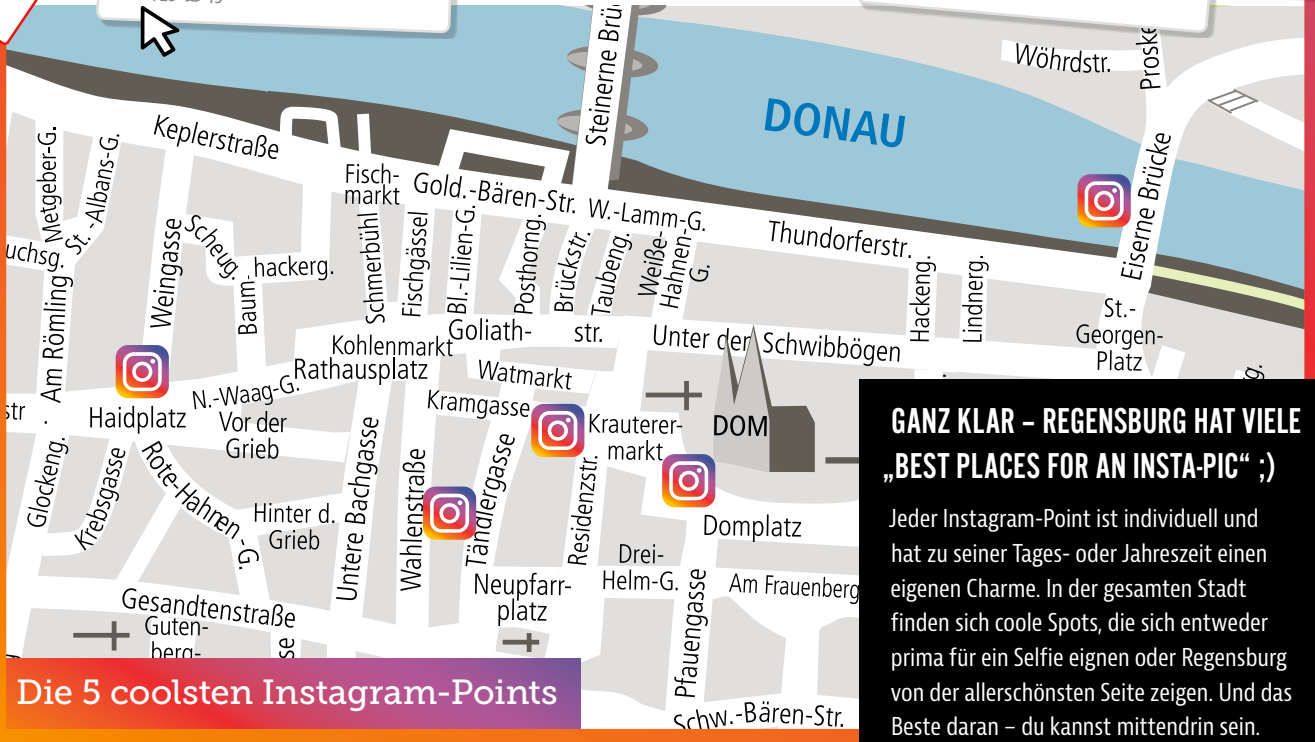 Steinerne Brü
DONAU
Wöhrdstr.
Proske
Eiserne Brücke
Metgeber-G.
St.-Albans-G.
Keplerstraße
Fisch-
markt
Gold.-Bären-Str.
W.-Lamm-G.
Thundorferstr.
uchsg.
Am Römling
Weingasse
Scheug.
Baum.
hackerg.
Schmerbühl
Fischgässel
Bl.-Lilien-G.
Posthorng.
Brückstr.
Taubeng.
Weiße-
Hahnen-
G.
Hackeng.
Lindnerg.
St.-
Georgen-
Platz
Goliath-
str.
Unter den Schwibbögen
Kohlenmarkt
Rathausplatz
Watmarkt
Kramgasse
Krauterer-
markt
DOM
str
Haidplatz
N.-Waag-G.
Vor der
Grieb
Glockeng.
Krebsgasse
Rote-Hahnen-G.
Hinter d.
Grieb
Untere Bachgasse
Wahlenstraße
Tändlergasse
Residenzstr.
Domplatz
Drei-
Helm-G.
Am Frauenberg
Neupfarr-
platz
Pfauengasse
Gesandtenstraße
Guten-
berg-
se
Schw.-Bären-Str.
g.
Die 5 coolsten Instagram-Points
GANZ KLAR – REGENSBURG HAT VIELE
„BEST PLACES FOR AN INSTA-PIC“ ;)
Jeder Instagram-Point ist individuell und
hat zu seiner Tages- oder Jahreszeit einen
eigenen Charme. In der gesamten Stadt
finden sich coole Spots, die sich entweder
prima für ein Selfie eignen oder Regensburg
von der allerschönsten Seite zeigen. Und das
Beste daran – du kannst mittendrin sein.